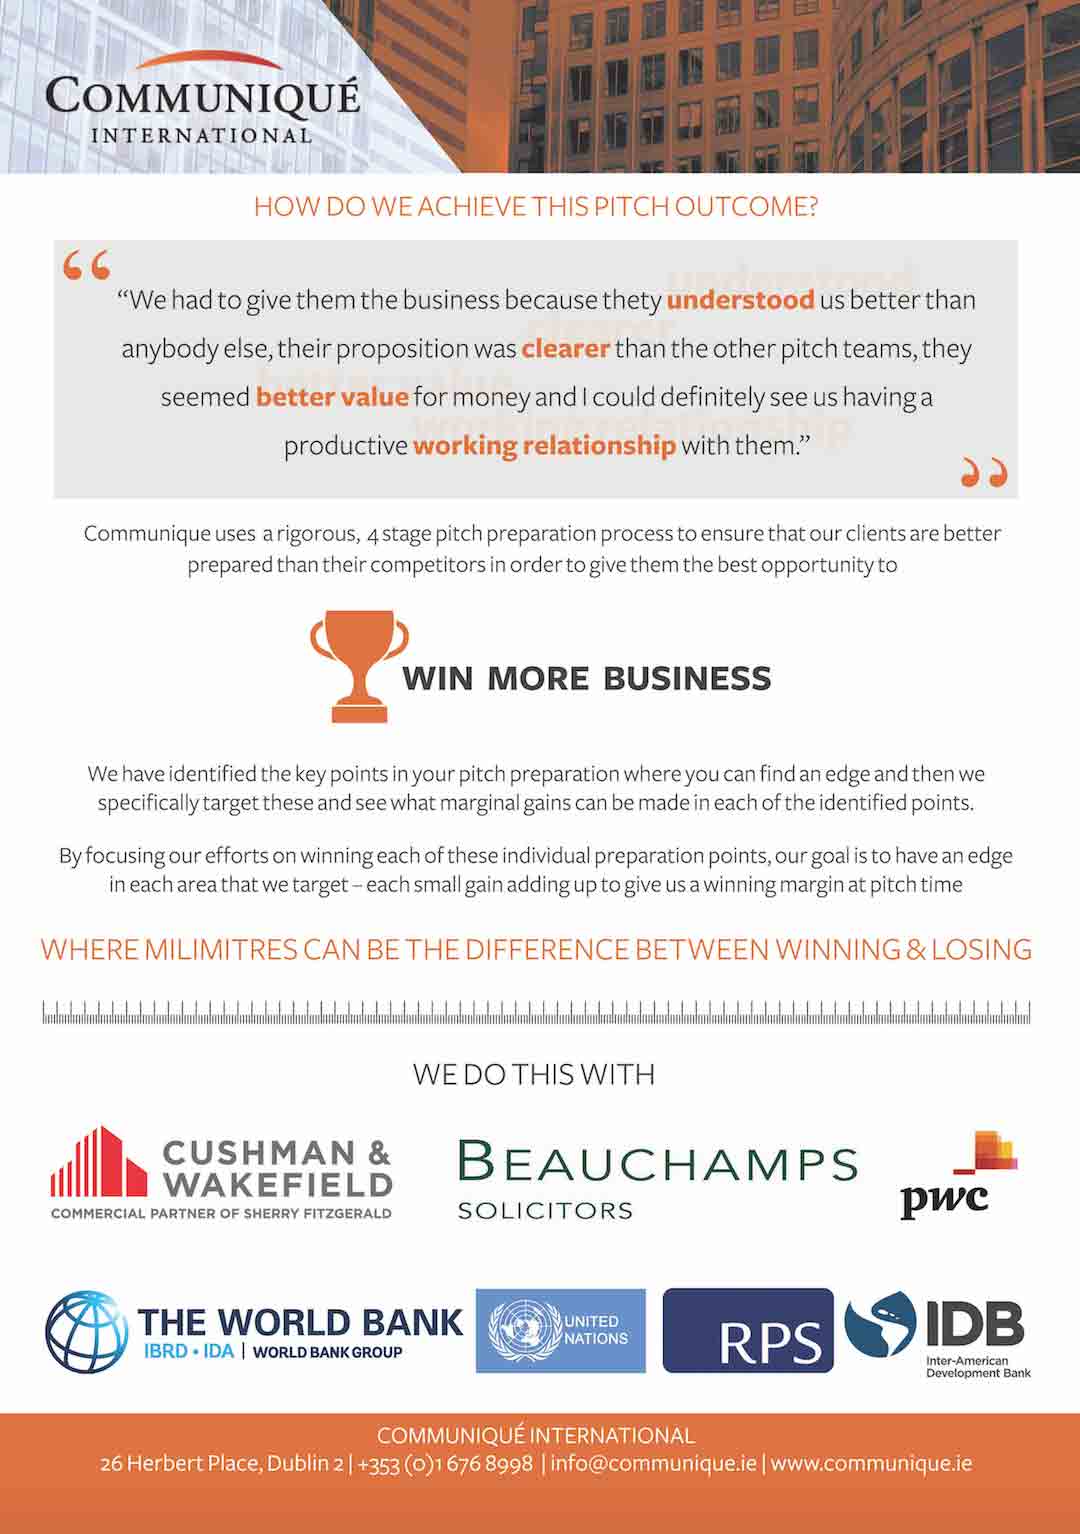 COMMUNIQUÉ
INTERNATIONAL
HOW DO WE ACHIEVE THIS PITCH OUTCOME?
“We had to give them the business because thety understood us better than
anybody else, their proposition was clearer than the other pitch teams, they
seemed better value for money and I could definitely see us having a
productive working relationship with them.”
Communique uses a rigorous, 4 stage pitch preparation process to ensure that our clients are better
prepared than their competitors in order to give them the best opportunity to
WIN MORE BUSINESS
We have identified the key points in your pitch preparation where you can find an edge and then we
specifically target these and see what marginal gains can be made in each of the identified points.
By focusing our efforts on winning each of these individual preparation points, our goal is to have an edge
in each area that we target – each small gain adding up to give us a winning margin at pitch time
WHERE MILIMITRES CAN BE THE DIFFERENCE BETWEEN WINNING & LOSING
WE DO THIS WITH
CUSHMAN &
WAKEFIELD
COMMERCIAL PARTNER OF SHERRY FITZGERALD
BEAUCHAMPS
SOLICITORS
pwc
THE WORLD BANK
IBRD • IDA | WORLD BANK GROUP
UNITED
NATIONS
RPS
IDB
Inter-American
Development Bank
COMMUNIQUÉ INTERNATIONAL
26 Herbert Place, Dublin 2 | +353 (0)1 676 8998 | info@communique.ie | www.communique.ie